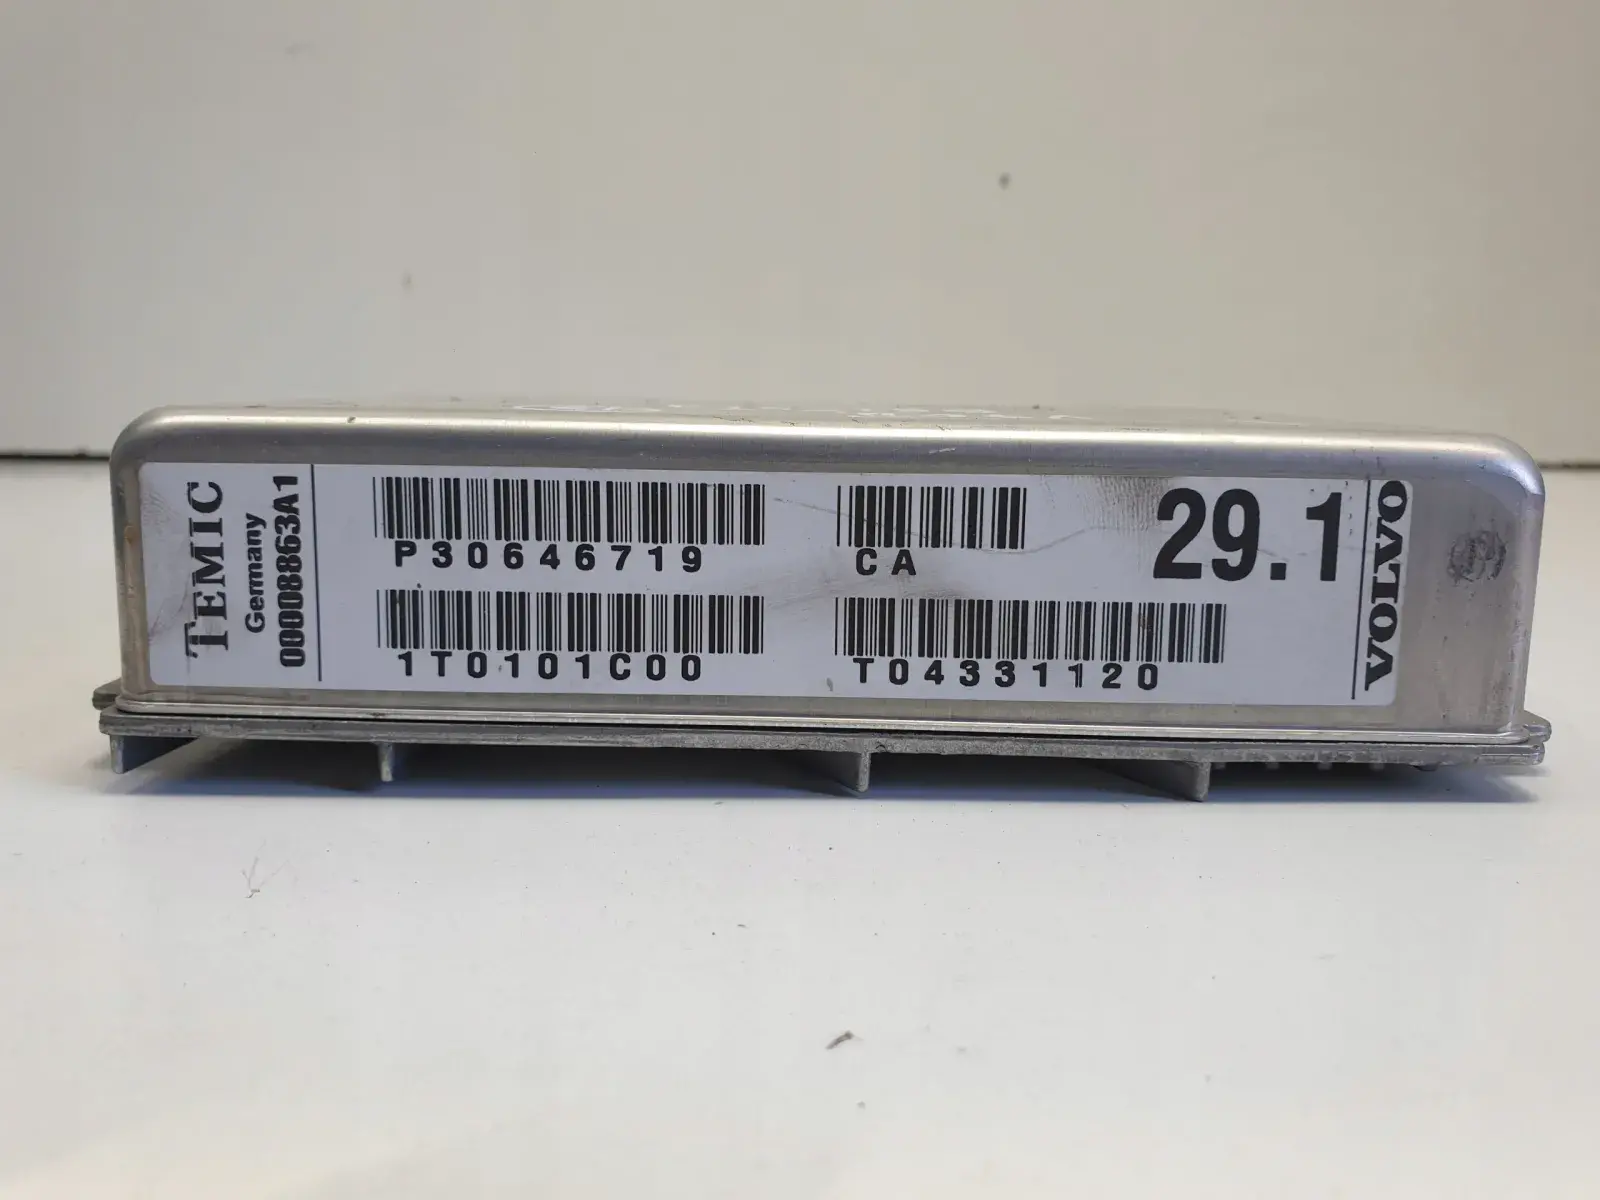 TEMIC
Germany
00008863A1
P30646719
1T0101C00
CA
T04331120
29.1
VOLVO